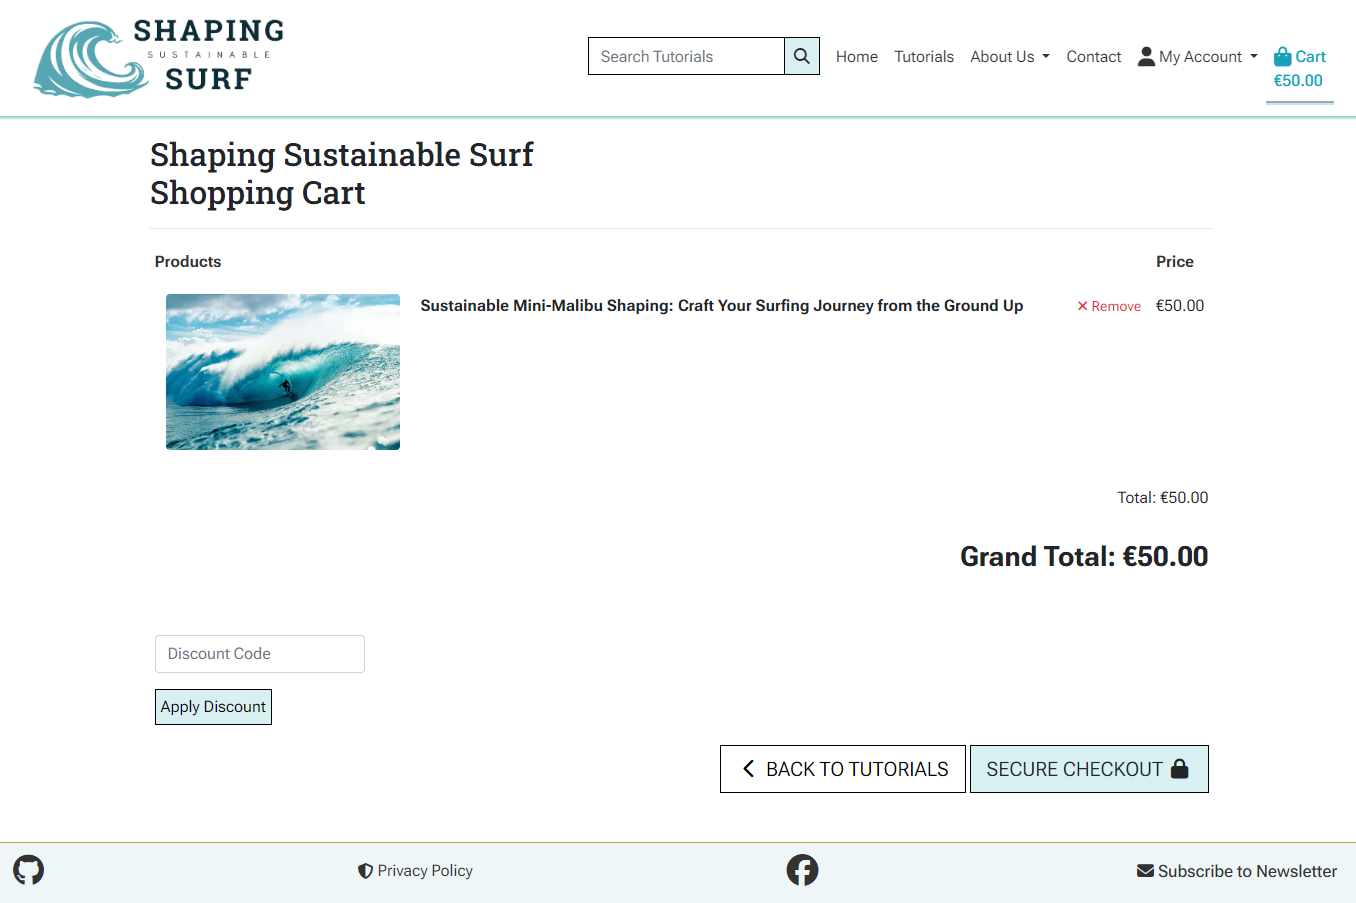 SHAPING
SUSTAINABLE
SURF
Search Tutorials
Home
Tutorials
About Us
Contact
My Account
Cart
€50.00
Shaping Sustainable Surf
Shopping Cart
Products
Price
Sustainable Mini-Malibu Shaping: Craft Your Surfing Journey from the Ground Up
Remove
€50.00
Total: €50.00
Grand Total: €50.00
Discount Code
Apply Discount
BACK TO TUTORIALS
SECURE CHECKOUT
Privacy Policy
Subscribe to Newsletter